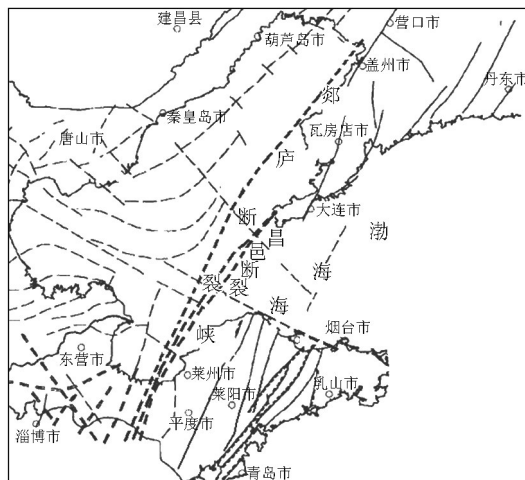 建昌县
营口市
葫芦岛市
盖州市
丹东市
郯
秦皇岛市
瓦房店市
唐山市
庐
大连市
断
昌
渤
邑
海
断
裂
裂
海
峡
烟台市
东营市
莱州市
莱阳市
乳山市
平度市
淄博市
青岛市